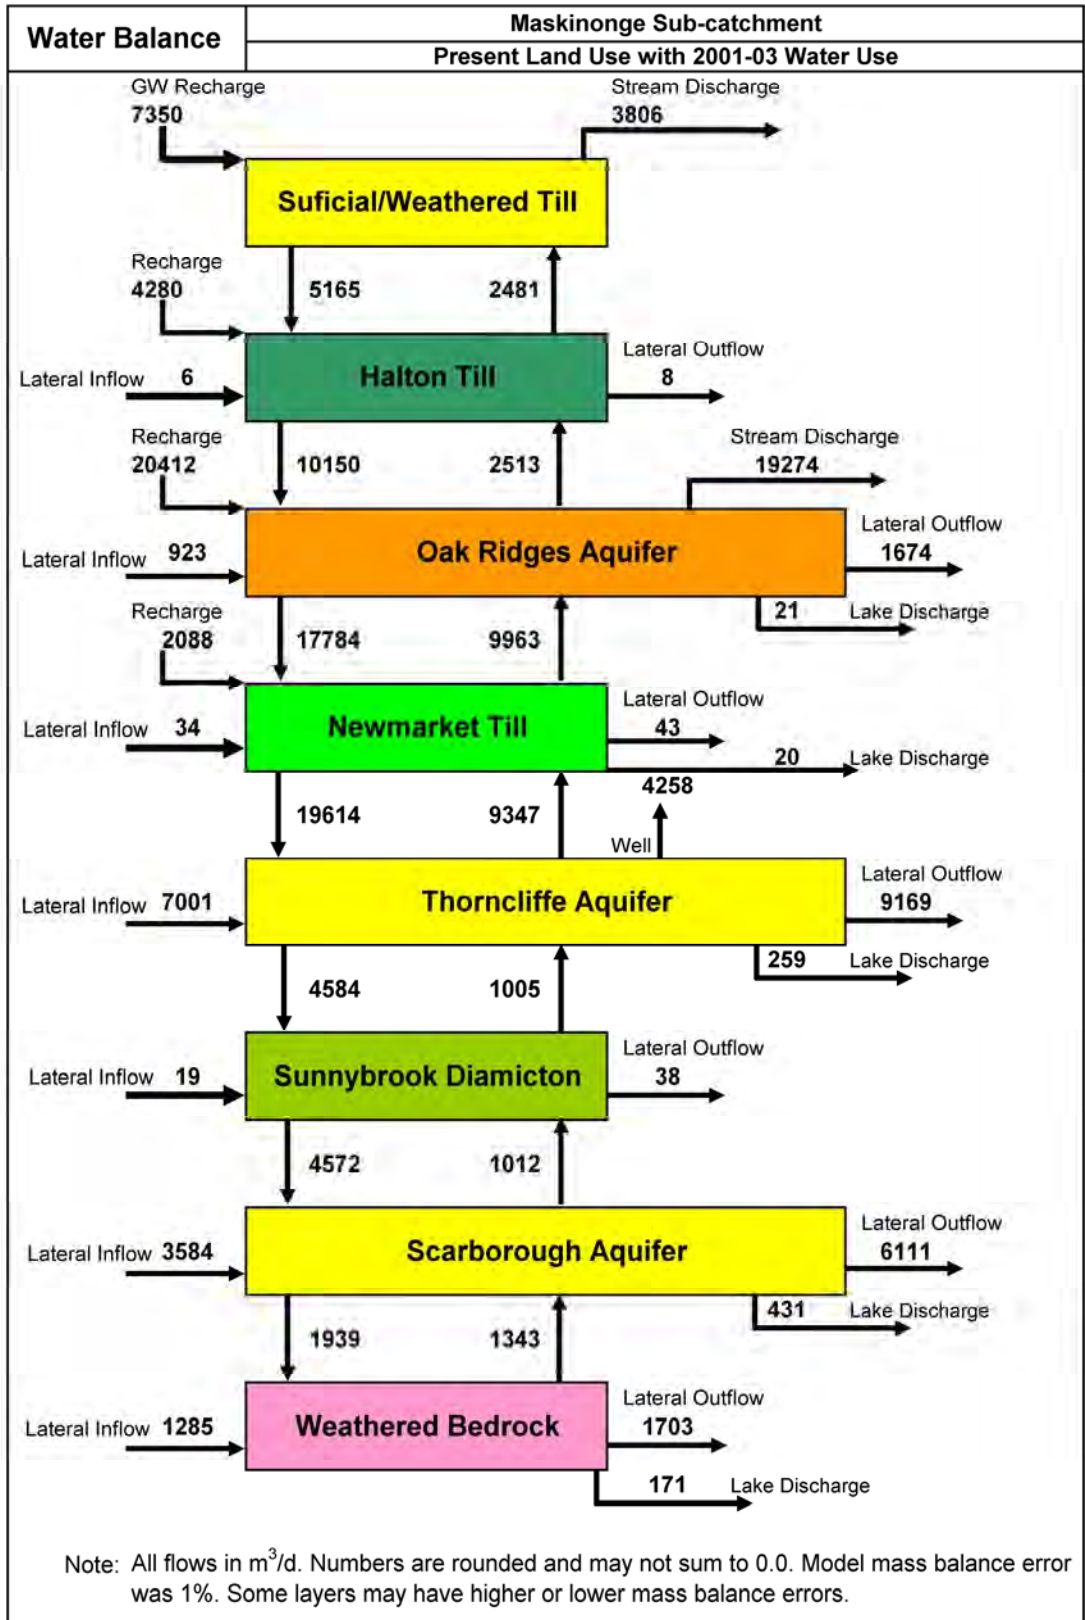 Water Balance
Maskinonge Sub-catchment
Present Land Use with 2001-03 Water Use
GW Recharge
7350
Stream Discharge
3806
Suficial/Weathered Till
Recharge
4280
5165
2481
Lateral Inflow 6
Halton Till
Lateral Outflow
8
Recharge
20412
10150
2513
Stream Discharge
19274
Lateral Inflow 923
Oak Ridges Aquifer
Lateral Outflow
1674
21 Lake Discharge
Recharge
2088
17784
9963
Lateral Inflow 34
Newmarket Till
Lateral Outflow
43
20 Lake Discharge
4258
19614
9347
Well
Lateral Inflow 7001
Thorncliffe Aquifer
Lateral Outflow
9169
259 Lake Discharge
4584
1005
Lateral Inflow 19
Sunnybrook Diamicton
Lateral Outflow
38
4572
1012
Lateral Inflow 3584
Scarborough Aquifer
Lateral Outflow
6111
431 Lake Discharge
1939
1343
Lateral Inflow 1285
Weathered Bedrock
Lateral Outflow
1703
171 Lake Discharge
Note: All flows in m³/d. Numbers are rounded and may not sum to 0.0. Model mass balance error
was 1%. Some layers may have higher or lower mass balance errors.